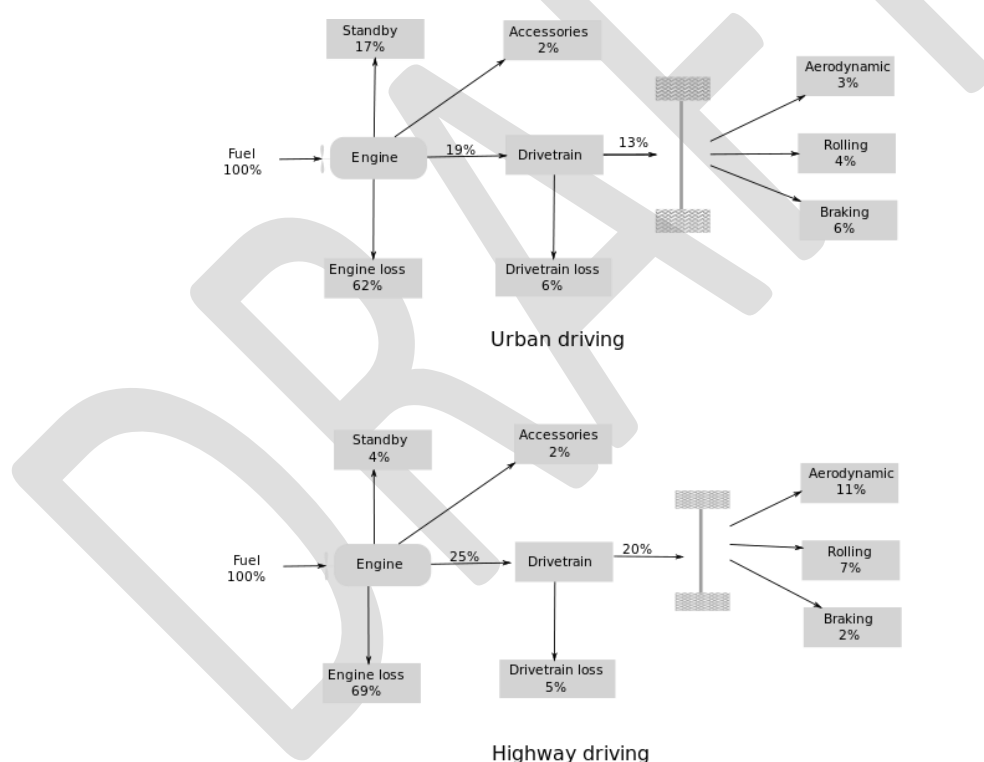 Standby
17%
Accessories
2%
Aerodynamic
3%
Fuel
100%
Engine
19%
Drivetrain
13%
Rolling
4%
Braking
6%
Engine loss
62%
Drivetrain loss
6%
Urban driving
Standby
4%
Accessories
2%
Aerodynamic
11%
Fuel
100%
Engine
25%
Drivetrain
20%
Rolling
7%
Braking
2%
Engine loss
69%
Drivetrain loss
5%
Highway driving
DRAFT